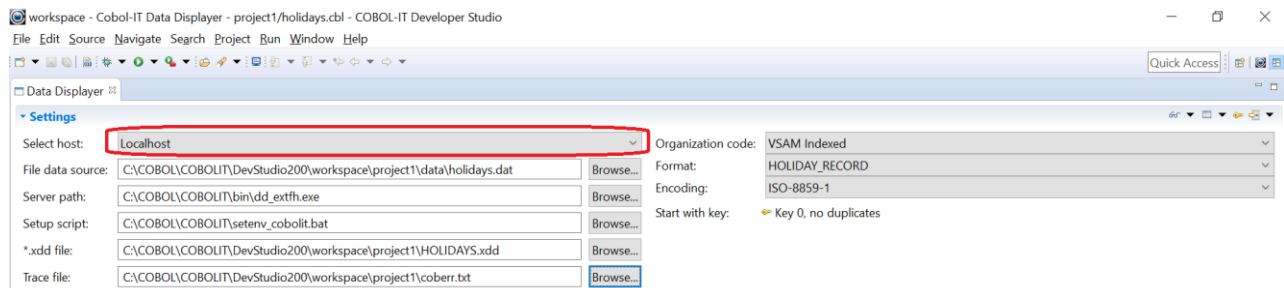 workspace - Cobol-IT Data Displayer - project1/holidays.cbl - COBOL-IT Developer Studio
File Edit Source Navigate Search Project Run Window Help
Quick Access
Data Displayer
Settings
Select host: Localhost Organization code: VSAM Indexed
File data source: C:\COBOL\COBOLIT\DevStudio200\workspace\project1\data\holidays.dat Browse... Format: HOLIDAY_RECORD
Server path: C:\COBOL\COBOLIT\bin\dd_extfh.exe Browse... Encoding: ISO-8859-1
Setup script: C:\COBOL\COBOLIT\setenv_cobolit.bat Browse... Start with key: Key 0, no duplicates
*.xdd file: C:\COBOL\COBOLIT\DevStudio200\workspace\project1\HOLIDAYS.xdd Browse...
Trace file: C:\COBOL\COBOLIT\DevStudio200\workspace\project1\coberr.txt Browse...